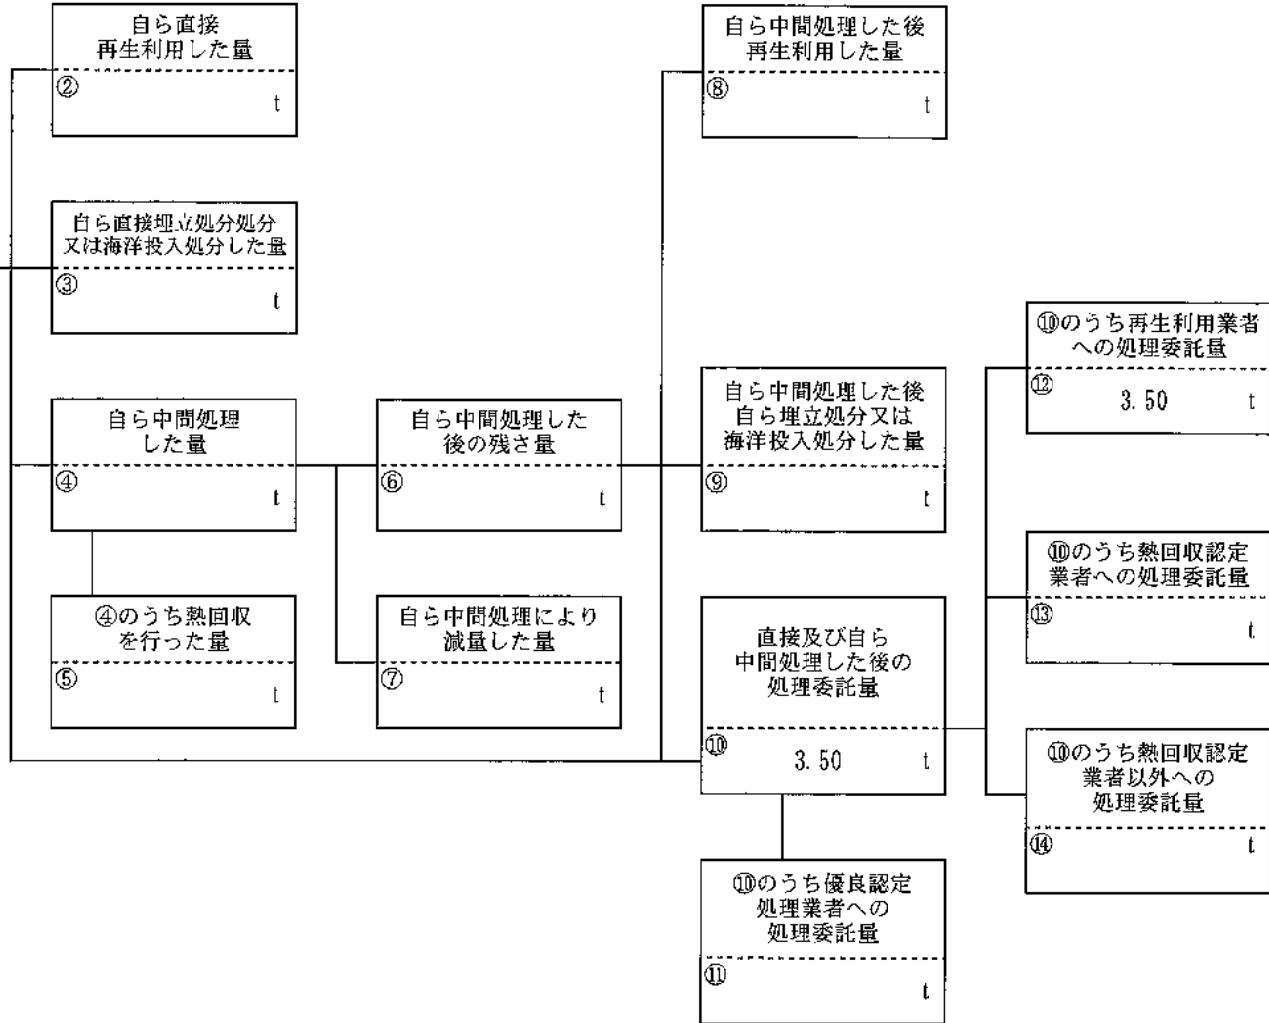 自ら直接
再生利用した量
②
t
自ら直接埋立処分処分
又は海洋投入処分した量
③
t
自ら中間処理
した量
④
t
④のうち熱回収
を行った量
⑤
t
自ら中間処理した
後の残さ量
⑥
t
自ら中間処理により
減量した量
⑦
t
自ら中間処理した後
再生利用した量
⑧
t
自ら中間処理した後
自ら埋立処分又は
海洋投入処分した量
⑨
t
直接及び自ら
中間処理した後の
処理委託量
⑩
3.50 t
⑩のうち優良認定
処理業者への
処理委託量
⑪
t
⑩のうち再生利用業者
への処理委託量
⑫
3.50 t
⑩のうち熱回収認定
業者への処理委託量
⑬
t
⑩のうち熱回収認定
業者以外への
処理委託量
⑭
t